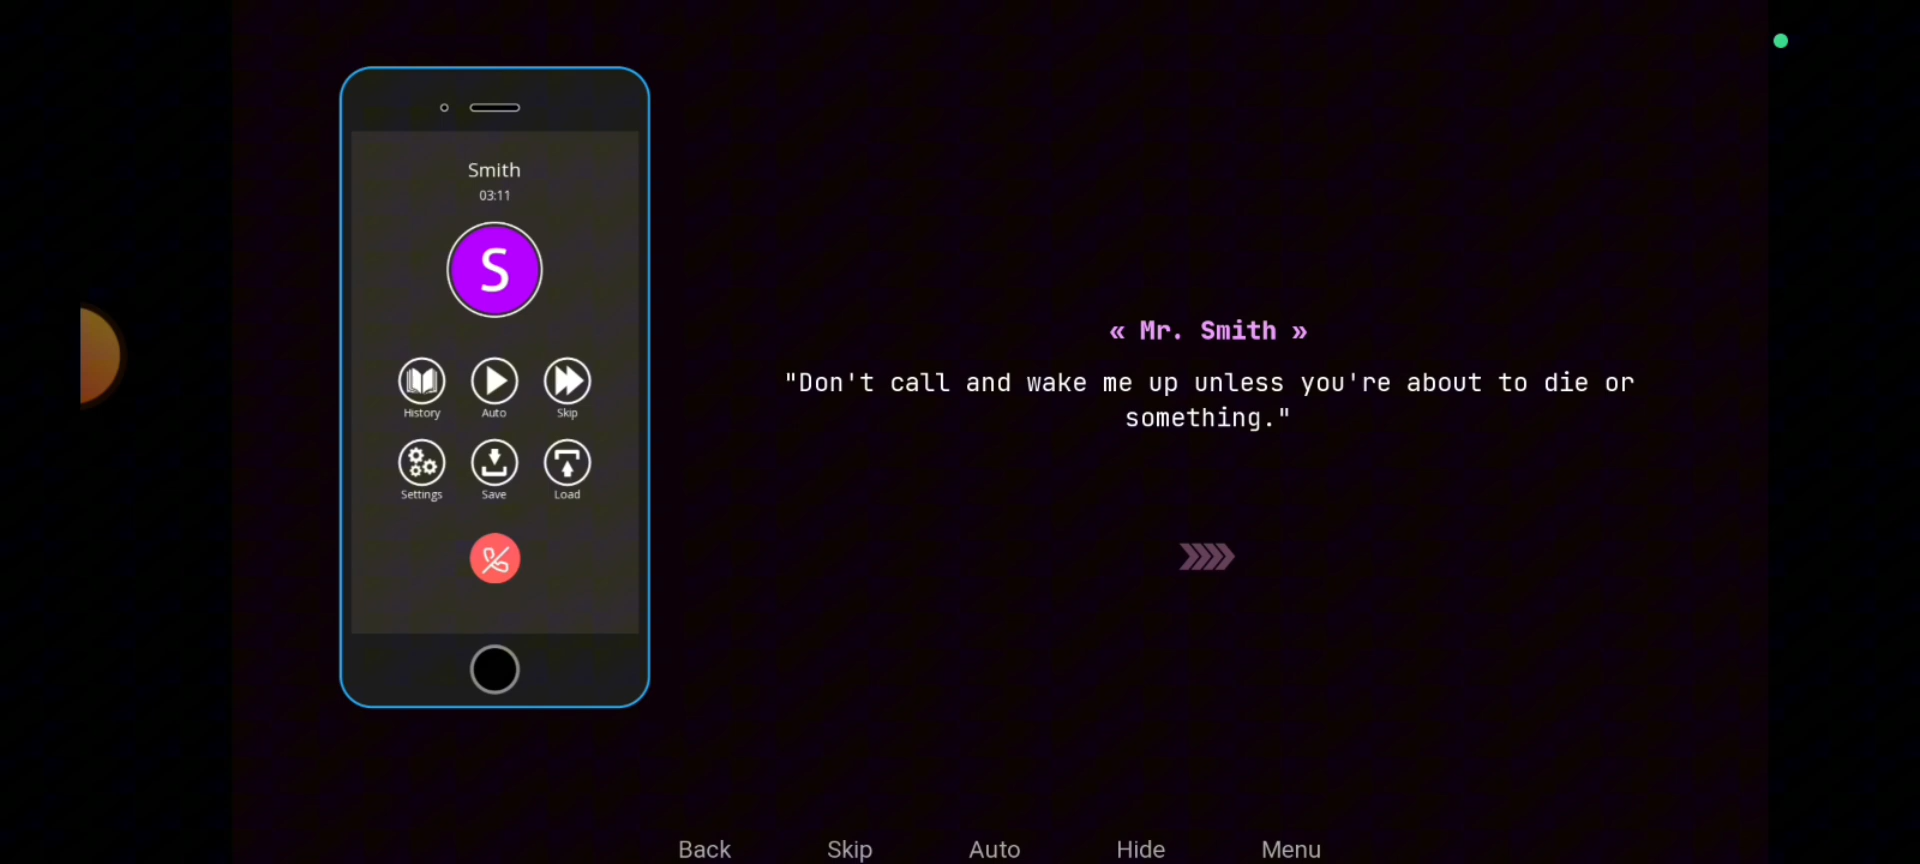 Smith
03:11
S
History Auto Skip
Settings Save Load
« Mr. Smith »
"Don't call and wake me up unless you're about to die or
something."
Back Skip Auto Hide Menu